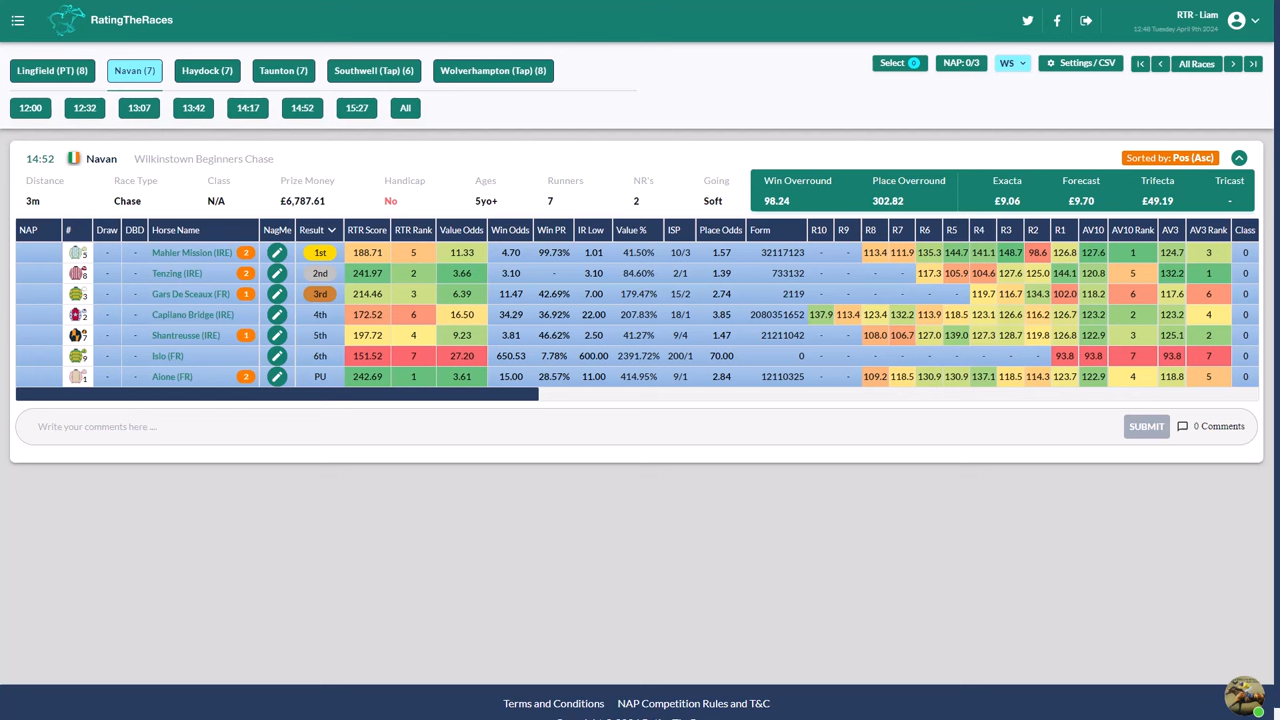 RatingTheRaces
RTR - Liam
12:48 Tuesday April 9th 2024
Lingfield (PT) (8) Navan (7) Haydock (7) Taunton (7) Southwell (Tap) (6) Wolverhampton (Tap) (8)
Select 0 NAP: 0/3 WS Settings / CSV All Races
12:00 12:32 13:07 13:42 14:17 14:52 15:27 All
14:52 Navan Wilkinstown Beginners Chase Sorted by: Pos (Asc)
Distance Race Type Class Prize Money Handicap Ages Runners NR's Going Win Overround Place Overround Exacta Forecast Trifecta Tricast
3m Chase N/A £6,787.61 No 5yo+ 7 2 Soft 98.24 302.82 £9.06 £9.70 £49.19 -
NAP # Draw DBD Horse Name NagMe Result RTR Score RTR Rank Value Odds Win Odds Win PR IR Low Value % ISP Place Odds Form R10 R9 R8 R7 R6 R5 R4 R3 R2 R1 AV10 AV10 Rank AV3 AV3 Rank Class
5 - - Mahler Mission (IRE) 2 1st 188.71 5 11.33 4.70 99.73% 1.01 41.50% 10/3 1.57 32117123 - - 113.4 111.9 135.3 144.7 141.1 148.7 98.6 126.8 127.6 1 124.7 3 0
8 - - Tenzing (IRE) 2 2nd 241.97 2 3.66 3.10 - 3.10 84.60% 2/1 1.39 733132 - - - - 117.3 105.9 104.6 127.6 125.0 144.1 120.8 5 132.2 1 0
3 - - Gars De Sceaux (FR) 1 3rd 214.46 3 6.39 11.47 42.69% 7.00 179.47% 15/2 2.74 2119 - - - - - - 119.7 116.7 134.3 102.0 118.2 6 117.6 6 0
2 - - Capliano Bridge (IRE) 4th 172.52 6 16.50 34.29 36.92% 22.00 207.83% 18/1 3.85 2080351652 137.9 113.4 123.4 132.2 113.9 118.5 123.1 126.6 116.2 126.7 123.2 2 123.2 4 0
7 - - Shantreusse (IRE) 1 5th 197.72 4 9.23 3.81 46.62% 2.50 41.27% 9/4 1.47 21211042 - - 108.0 106.7 127.0 139.0 127.3 128.7 119.8 126.8 122.9 3 125.1 2 0
9 - - Islo (FR) 6th 151.52 7 27.20 650.53 7.78% 600.00 2391.72% 200/1 70.00 0 - - - - - - - - - 93.8 93.8 7 93.8 7 0
1 - - Aione (FR) 2 PU 242.69 1 3.61 15.00 28.57% 11.00 414.95% 9/1 2.84 12110325 - - 109.2 118.5 130.9 130.9 137.1 118.5 114.3 123.7 122.9 4 118.8 5 0
Write your comments here .... SUBMIT 0 Comments
Terms and Conditions NAP Competition Rules and T&C